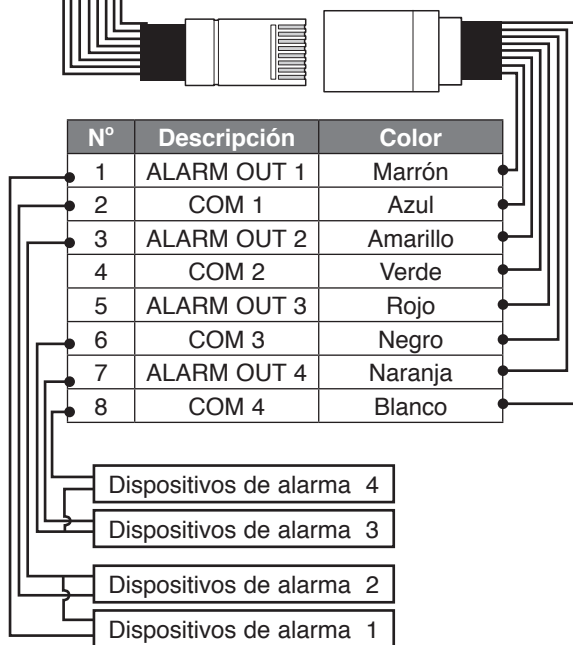 Nº Descripción Color
1 ALARM OUT 1 Marrón
2 COM 1 Azul
3 ALARM OUT 2 Amarillo
4 COM 2 Verde
5 ALARM OUT 3 Rojo
6 COM 3 Negro
7 ALARM OUT 4 Naranja
8 COM 4 Blanco
Dispositivos de alarma 4
Dispositivos de alarma 3
Dispositivos de alarma 2
Dispositivos de alarma 1